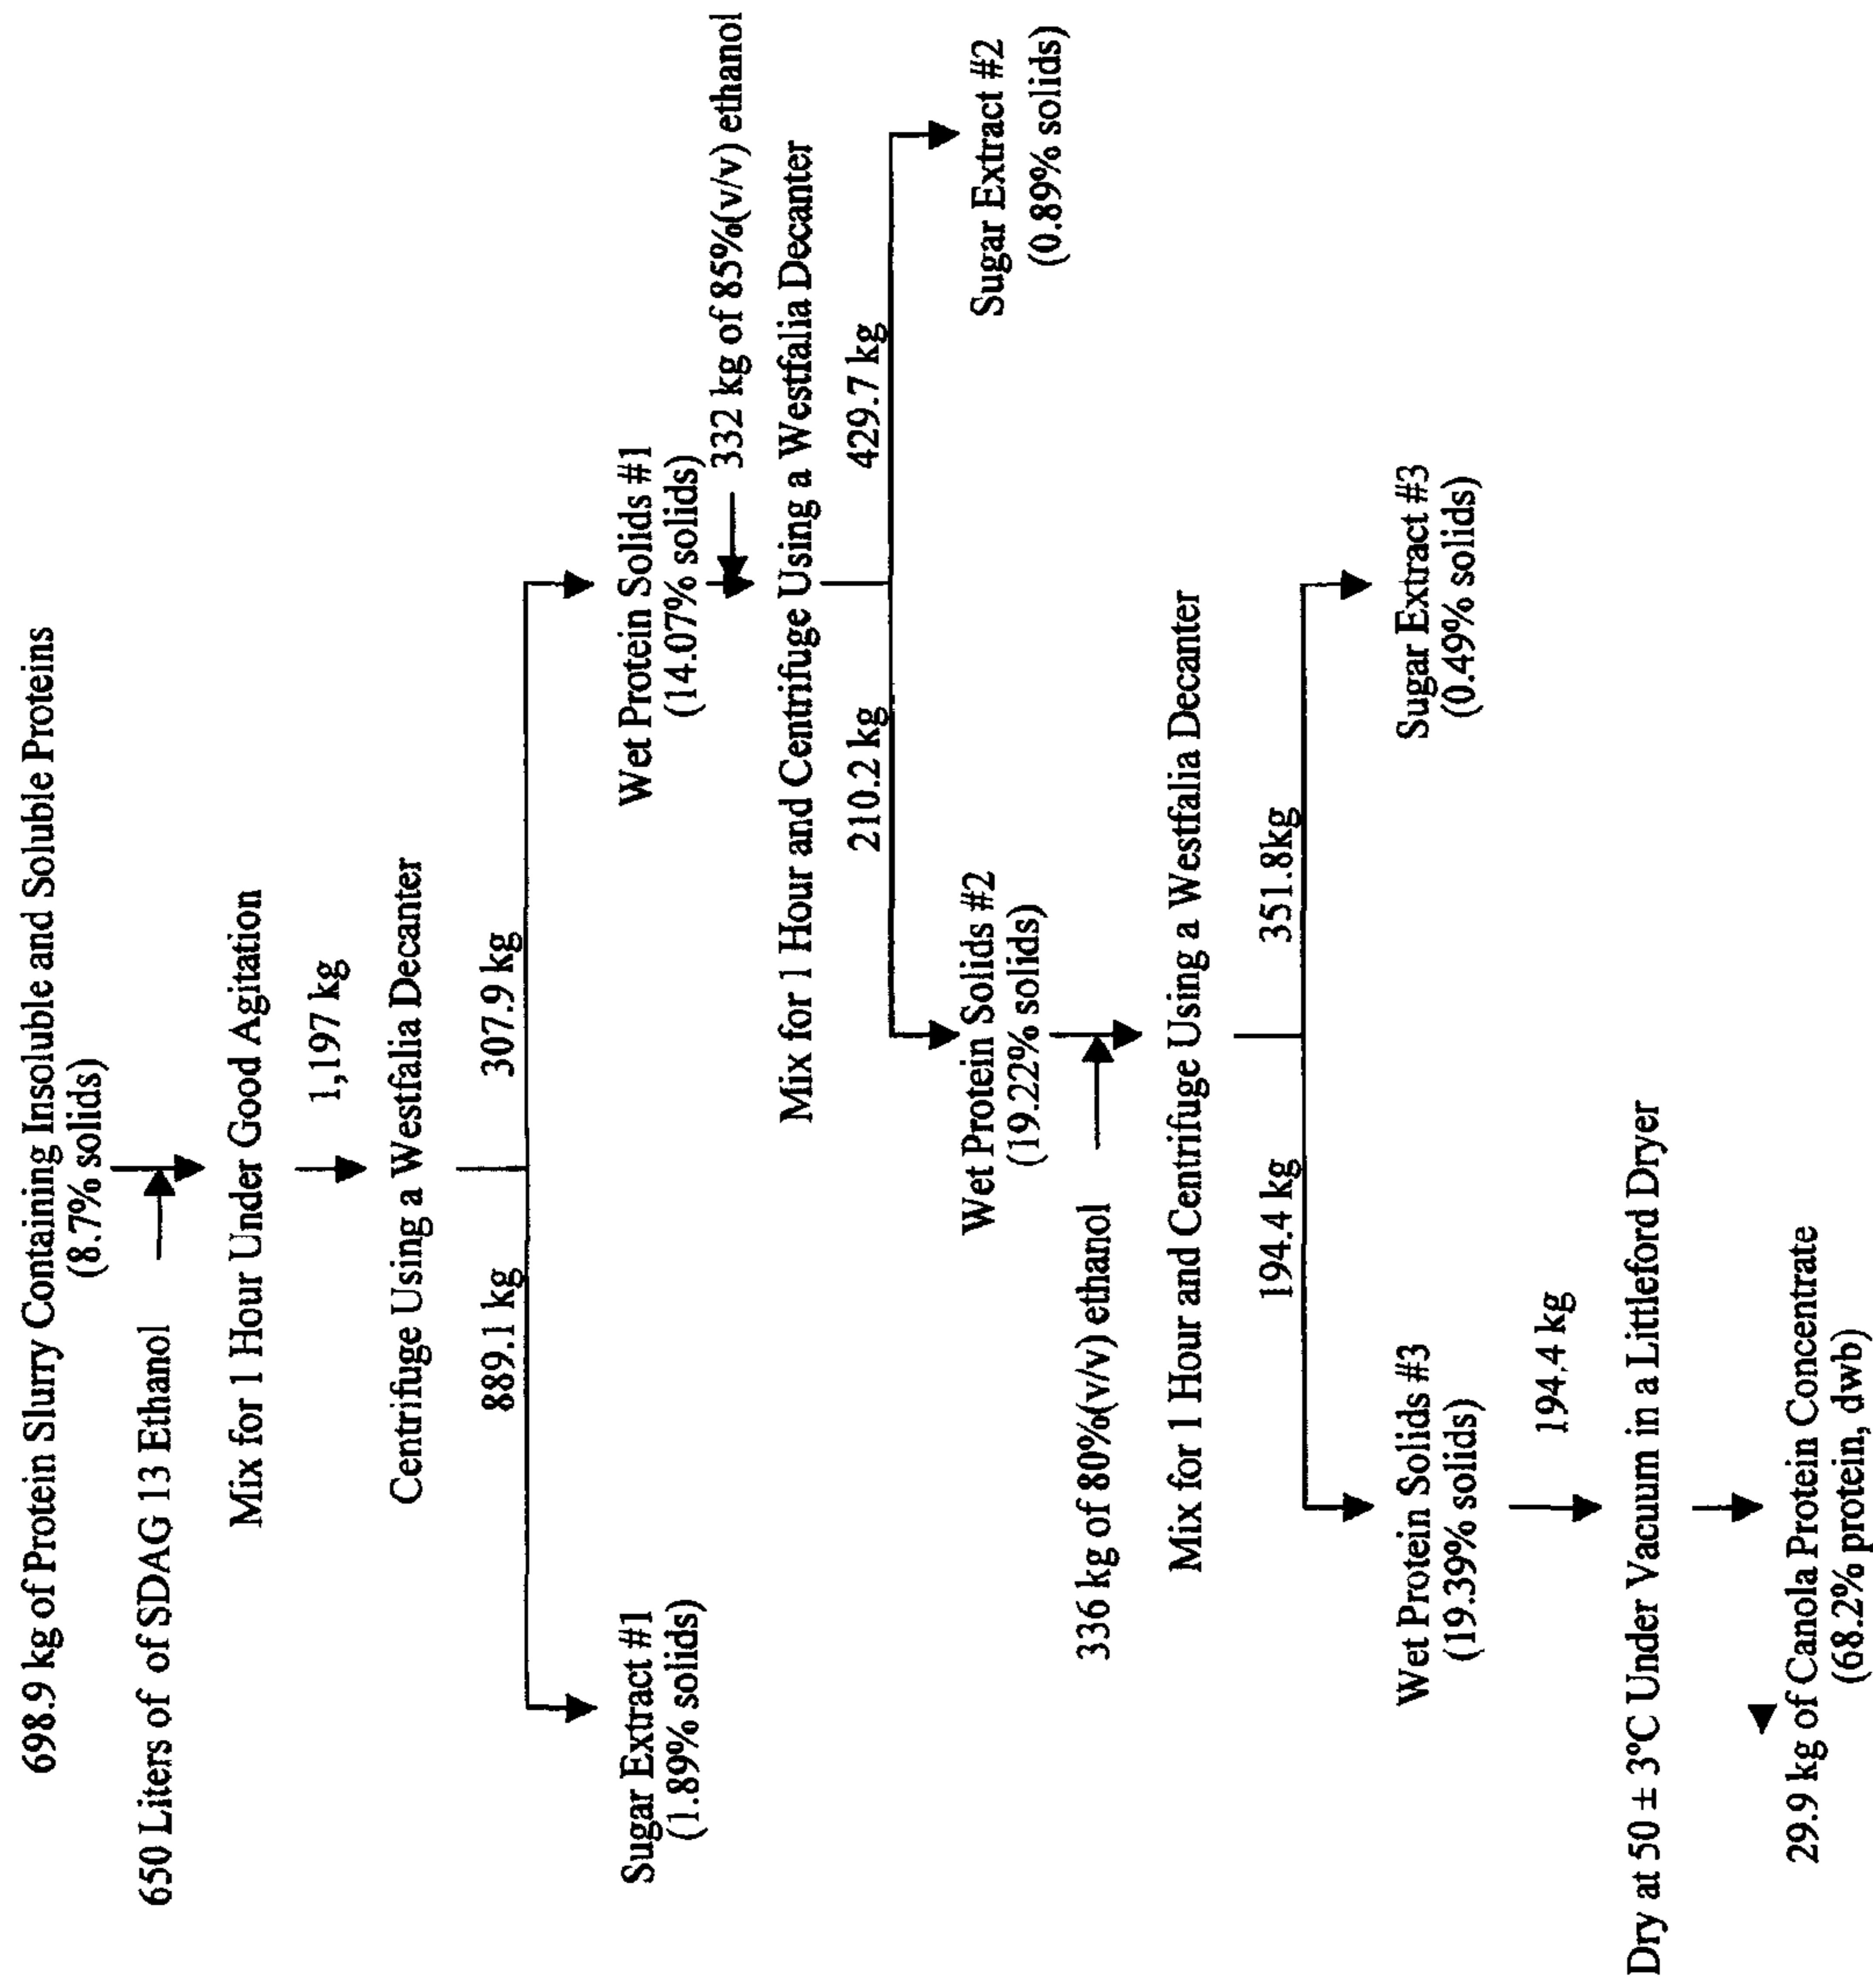 698.9 kg of Protein Slurry Containing Insoluble and Soluble Proteins
(8.7% solids)
650 Liters of of SDAG 13 Ethanol
Mix for 1 Hour Under Good Agitation
1,197 kg
Centrifuge Using a Westfalia Decanter
889.1 kg
307.9 kg
Sugar Extract #1
(1.89% solids)
Wet Protein Solids #1
(14.07% solids)
332 kg of 85%(v/v) ethanol
Mix for 1 Hour and Centrifuge Using a Westfalia Decanter
210.2 kg
429.7 kg
Wet Protein Solids #2
(19.22% solids)
Sugar Extract #2
(0.89% solids)
336 kg of 80%(v/v) ethanol
Mix for 1 Hour and Centrifuge Using a Westfalia Decanter
194.4 kg
351.8kg
Wet Protein Solids #3
(19.39% solids)
Sugar Extract #3
(0.49% solids)
194.4 kg
Dry at 50 ± 3°C Under Vacuum in a Littleford Dryer
29.9 kg of Canola Protein Concentrate
(68.2% protein, dwb)